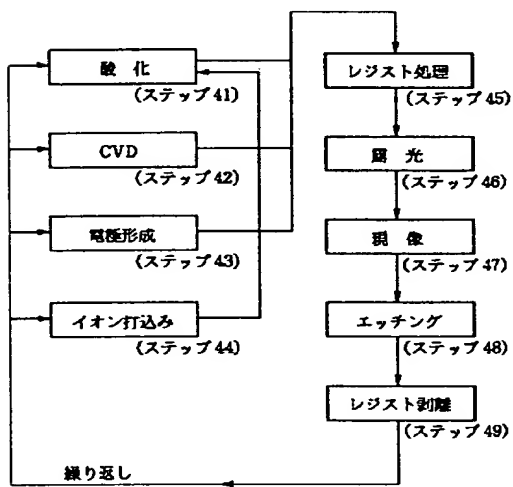 酸 化
(ステップ41)
CVD
(ステップ42)
電極形成
(ステップ43)
イオン打込み
(ステップ44)
レジスト処理
(ステップ45)
露 光
(ステップ46)
現 像
(ステップ47)
エッチング
(ステップ48)
レジスト剥離
(ステップ49)
繰り返し